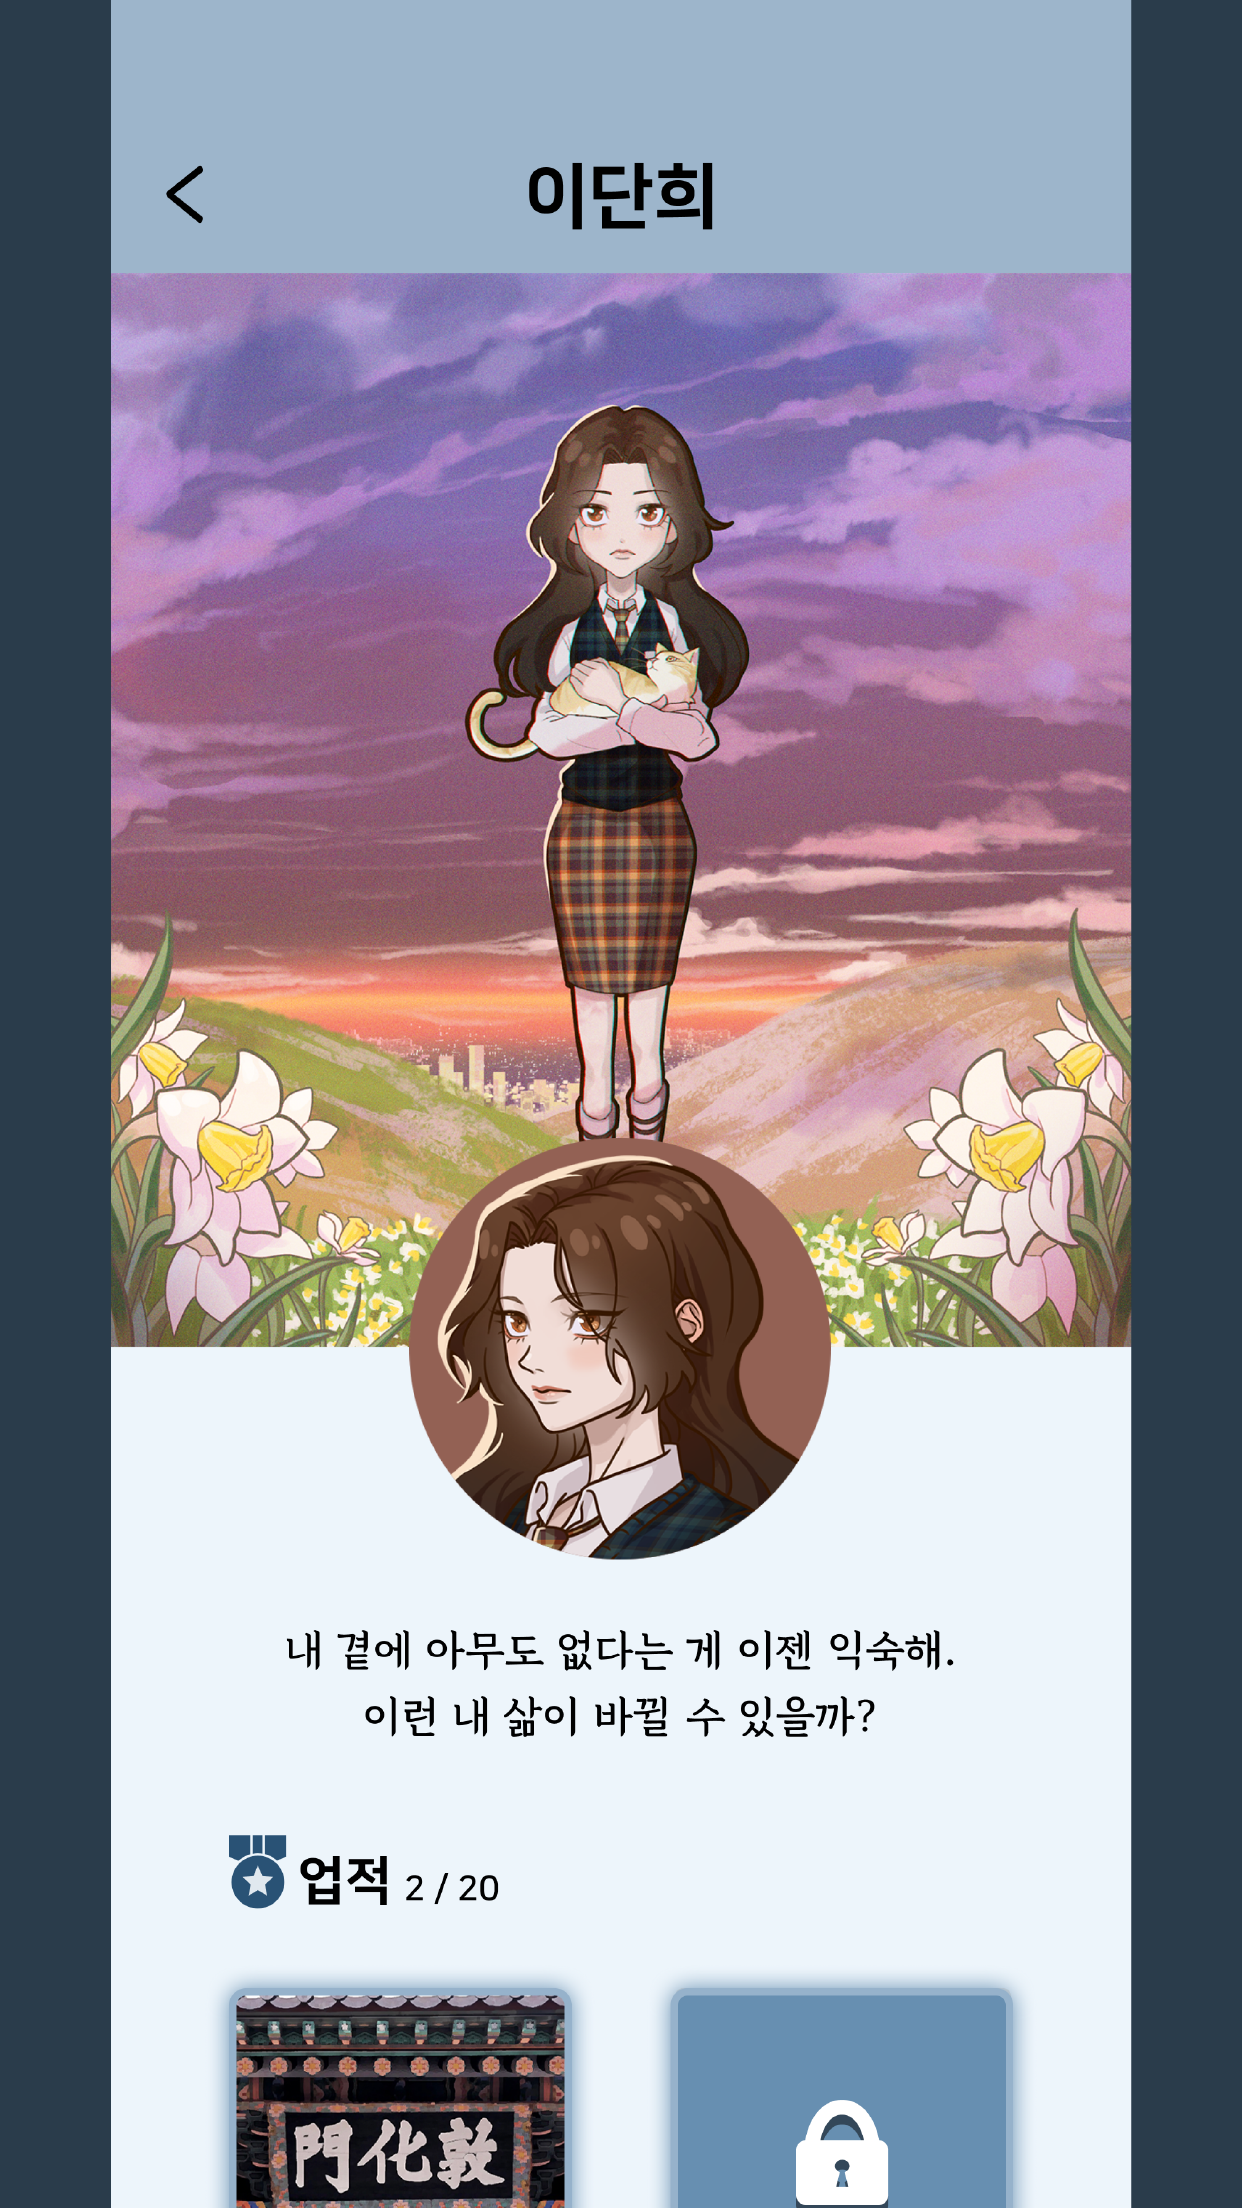 이단희
내 곁에 아무도 없다는 게 이젠 익숙해.
이런 내 삶이 바뀔 수 있을까?
업적 2 / 20
門化敦